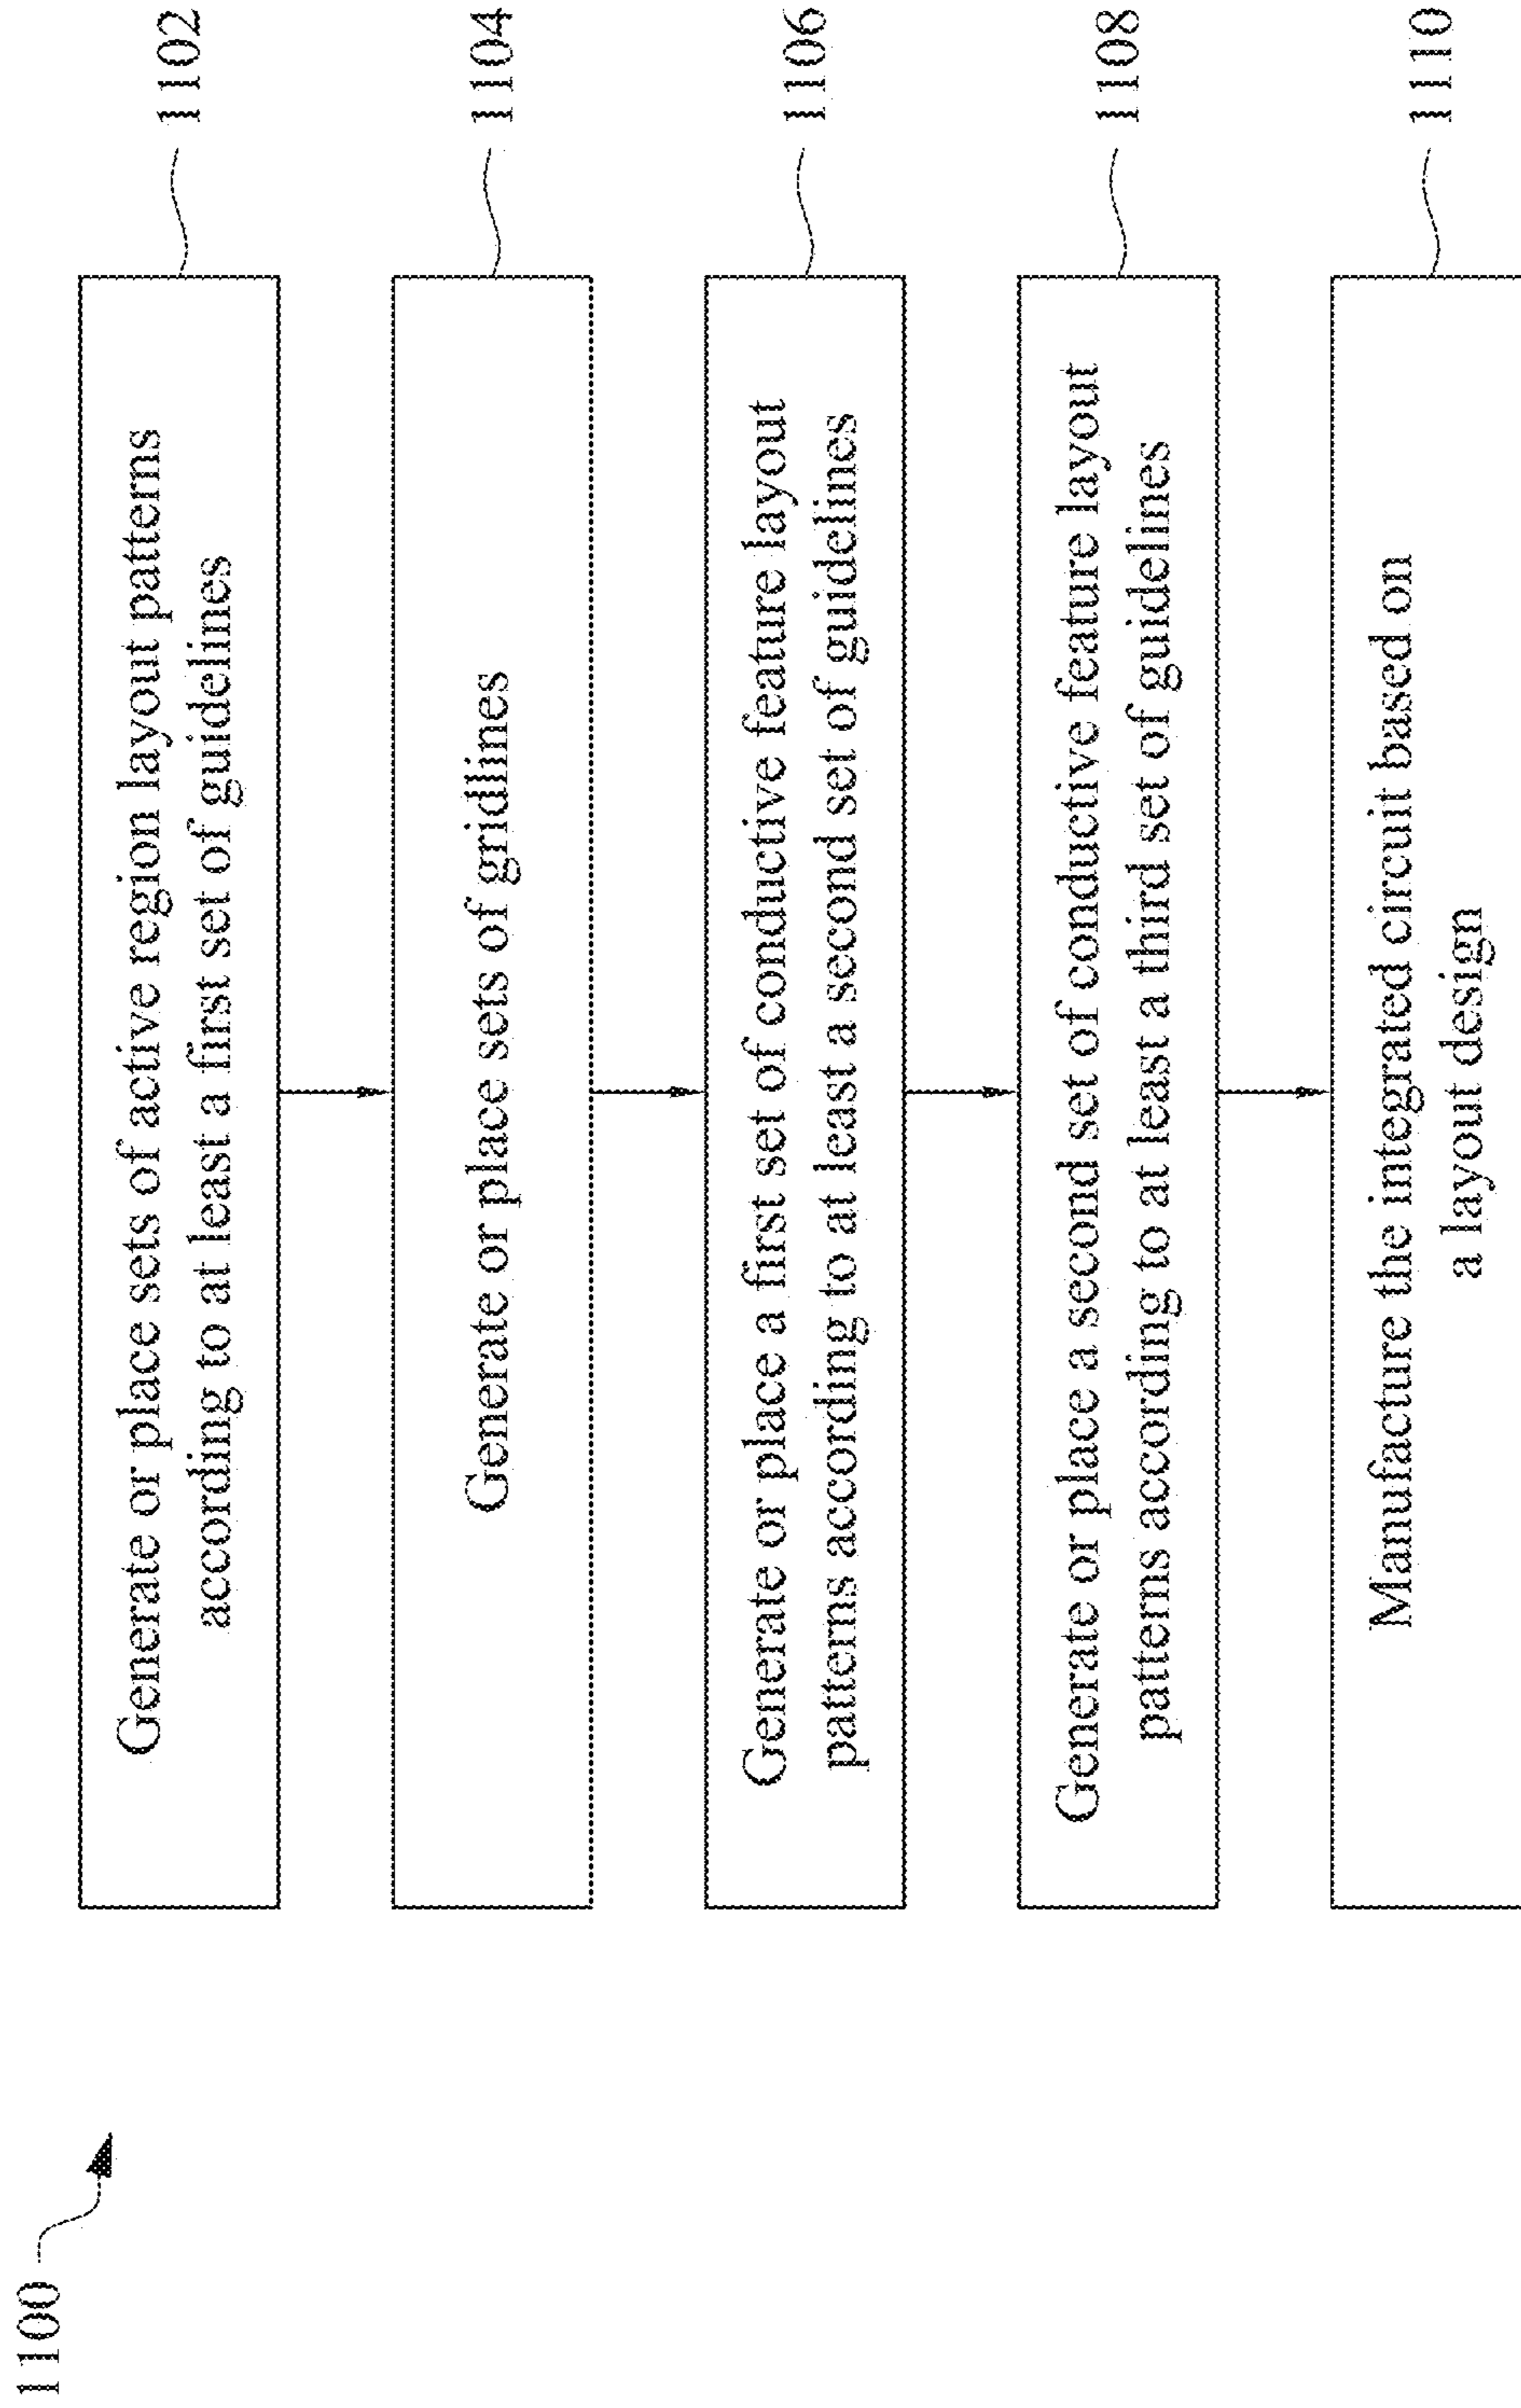 1100
Generate or place sets of active region layout patterns
according to at least a first set of guidelines
1102
Generate or place sets of gridlines
1104
Generate or place a first set of conductive feature layout
patterns according to at least a second set of guidelines
1106
Generate or place a second set of conductive feature layout
patterns according to at least a third set of guidelines
1108
Manufacture the integrated circuit based on
a layout design
1110